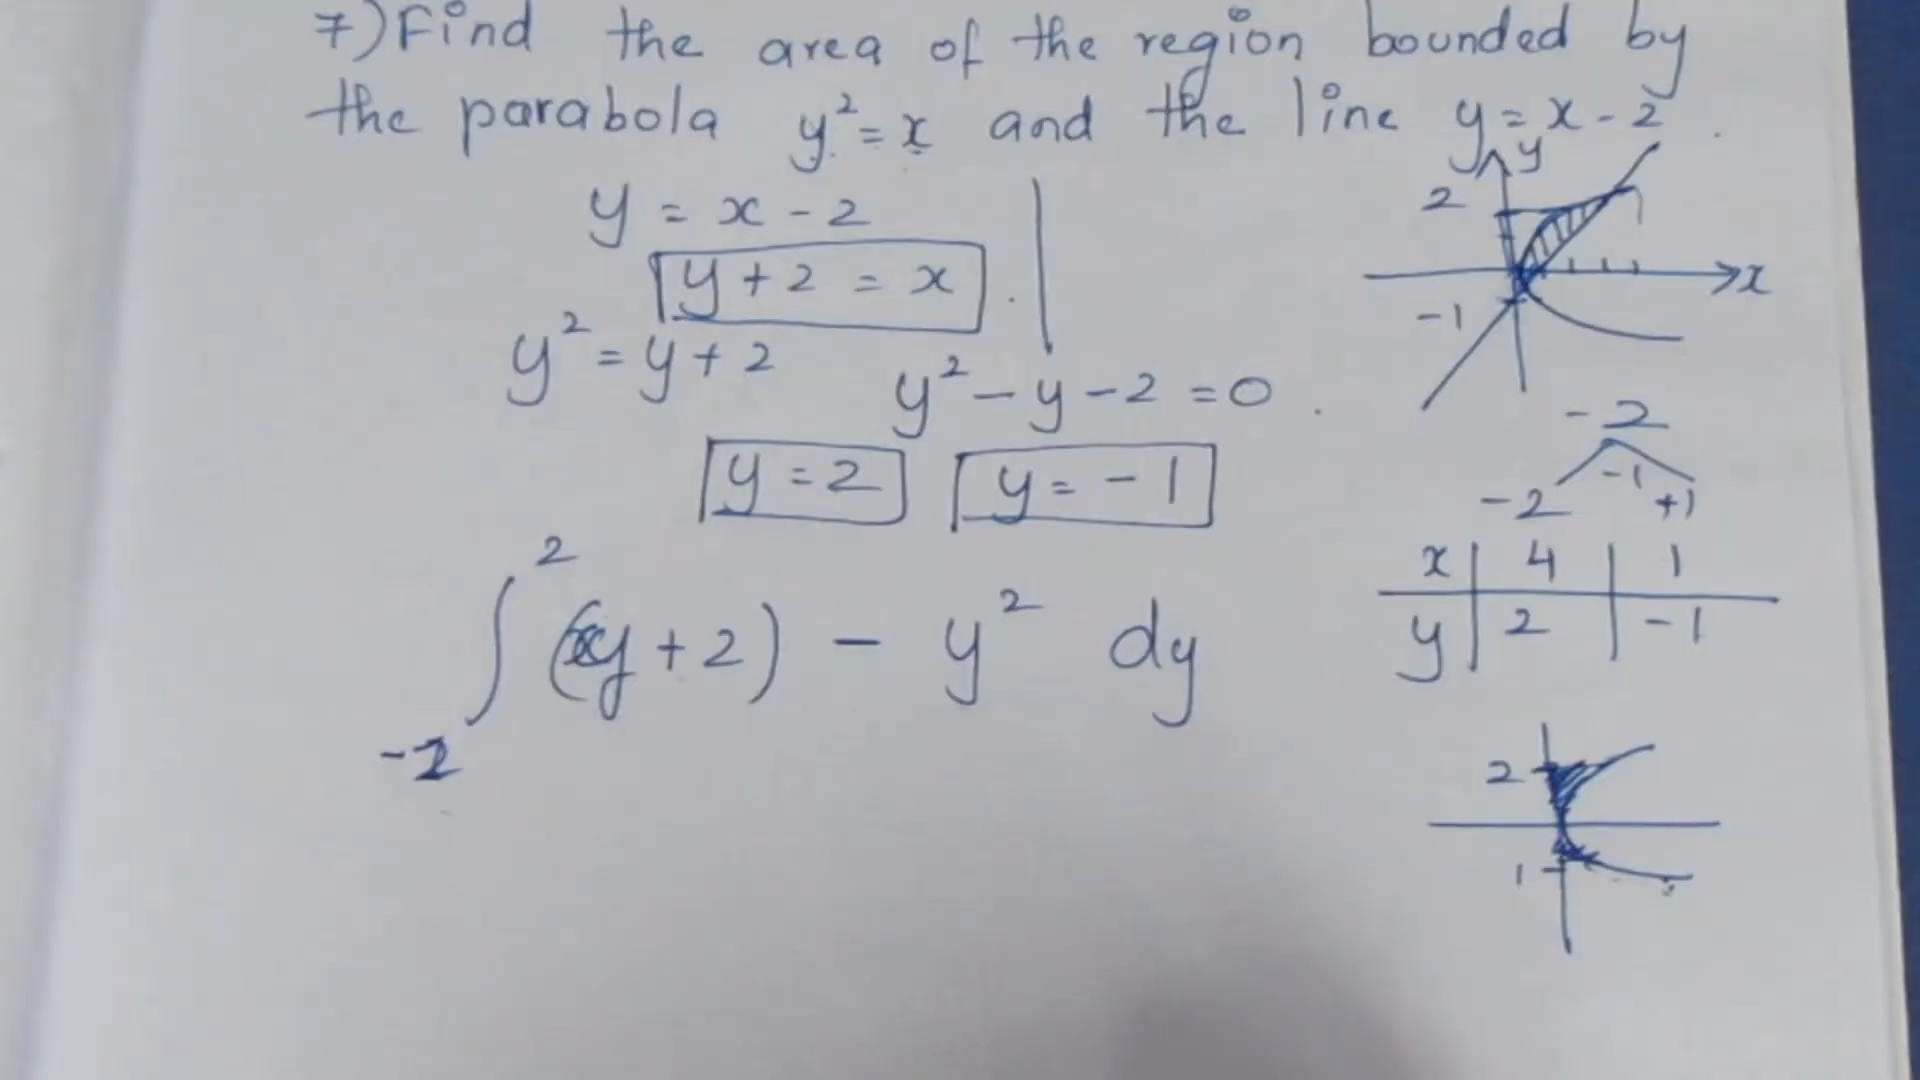 7) Find the area of the region bounded by
the parabola y² = x and the line y = x - 2 .
y = x - 2
y + 2 = x .
y² = y + 2
y² - y - 2 = 0 .
y = 2 y = - 1
∫ (y + 2) - y² dy
2
y
2
x
-1
-2
-1
-2 +1
x | 4 | 1
y | 2 | -1
2
1